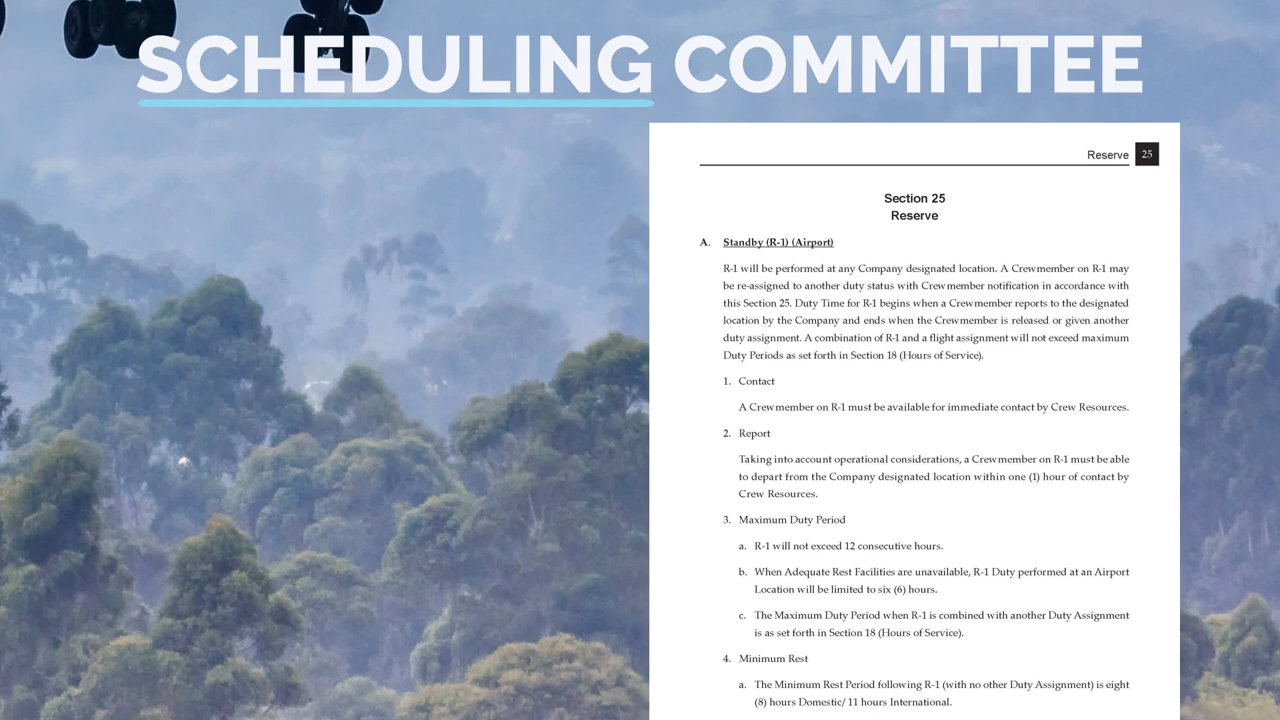 SCHEDULING COMMITTEE
Reserve 25
Section 25
Reserve
A. Standby (R-1) (Airport)
R-1 will be performed at any Company designated location. A Crewmember on R-1 may
be re-assigned to another duty status with Crewmember notification in accordance with
this Section 25. Duty Time for R-1 begins when a Crewmember reports to the designated
location by the Company and ends when the Crewmember is released or given another
duty assignment. A combination of R-1 and a flight assignment will not exceed maximum
Duty Periods as set forth in Section 18 (Hours of Service).
1. Contact
A Crewmember on R-1 must be available for immediate contact by Crew Resources.
2. Report
Taking into account operational considerations, a Crewmember on R-1 must be able
to depart from the Company designated location within one (1) hour of contact by
Crew Resources.
3. Maximum Duty Period
a. R-1 will not exceed 12 consecutive hours.
b. When Adequate Rest Facilities are unavailable, R-1 Duty performed at an Airport
Location will be limited to six (6) hours.
c. The Maximum Duty Period when R-1 is combined with another Duty Assignment
is as set forth in Section 18 (Hours of Service).
4. Minimum Rest
a. The Minimum Rest Period following R-1 (with no other Duty Assignment) is eight
(8) hours Domestic/ 11 hours International.